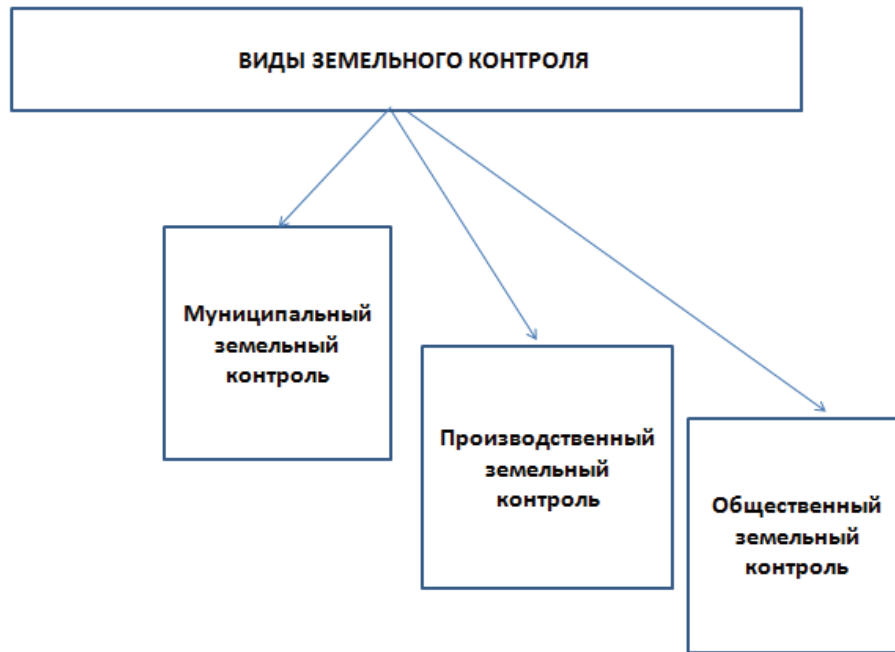 ВИДЫ ЗЕМЕЛЬНОГО КОНТРОЛЯ
Муниципальный
земельный
контроль
Производственный
земельный
контроль
Общественный
земельный
контроль